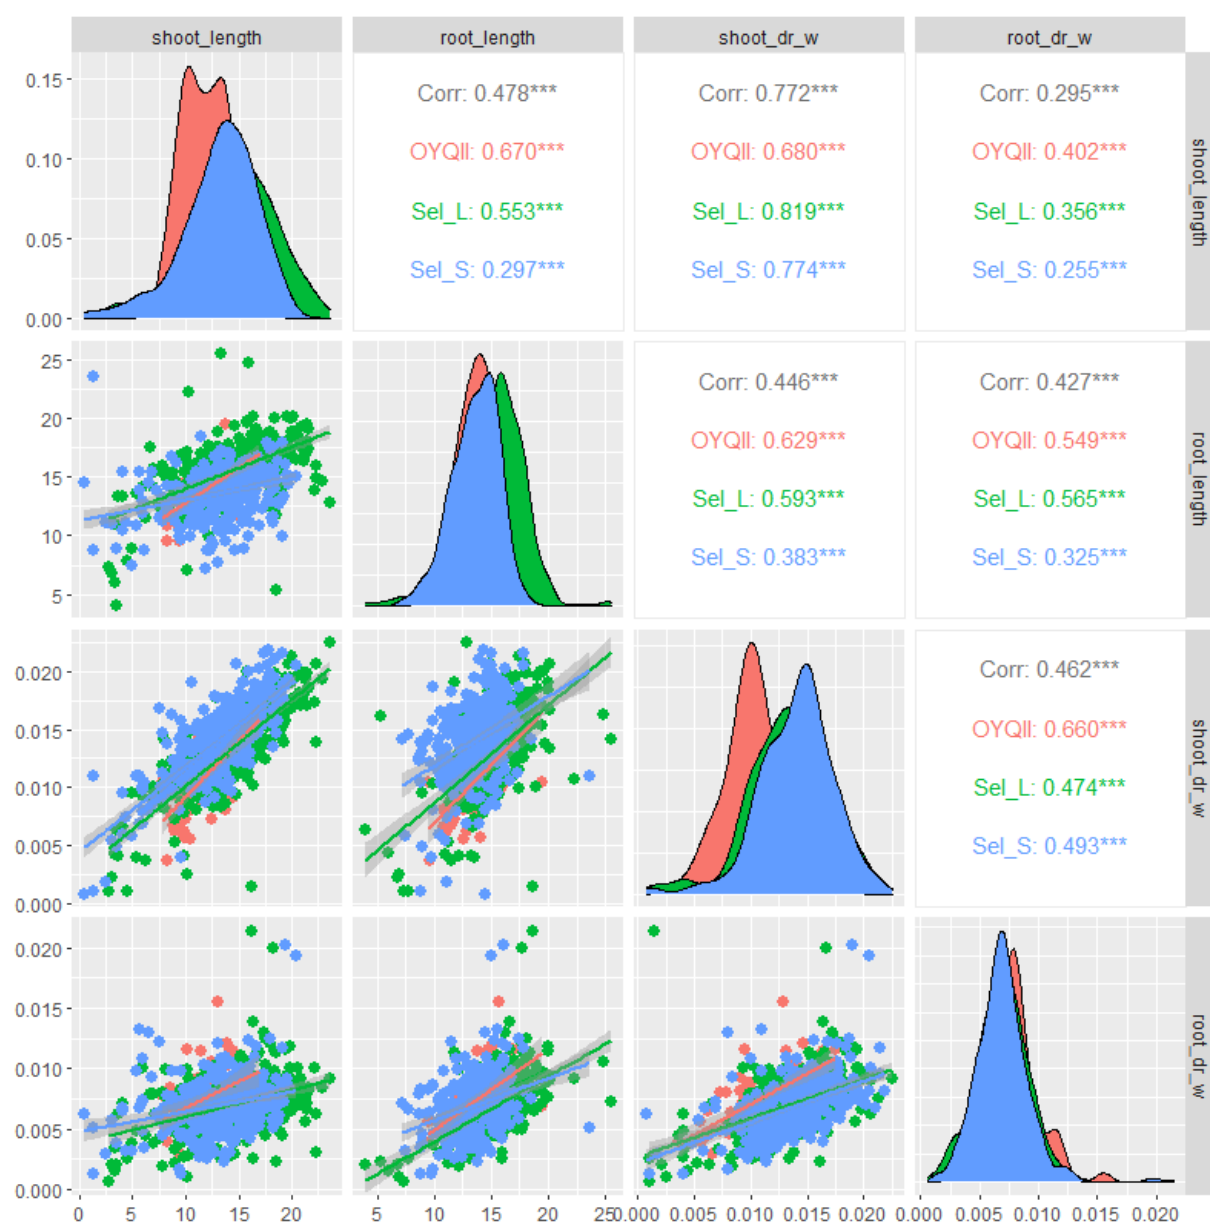 shoot_length root_length shoot_dr_w root_dr_w
0.15
0.10
0.05
0.00
Corr: 0.478***
OYQII: 0.670***
Sel_L: 0.553***
Sel_S: 0.297***
Corr: 0.772***
OYQII: 0.680***
Sel_L: 0.819***
Sel_S: 0.774***
Corr: 0.295***
OYQII: 0.402***
Sel_L: 0.356***
Sel_S: 0.255***
shoot_length
25
20
15
10
5
Corr: 0.446***
OYQII: 0.629***
Sel_L: 0.593***
Sel_S: 0.383***
Corr: 0.427***
OYQII: 0.549***
Sel_L: 0.565***
Sel_S: 0.325***
root_length
0.020
0.015
0.010
0.005
0.000
Corr: 0.462***
OYQII: 0.660***
Sel_L: 0.474***
Sel_S: 0.493***
shoot_dr_w
0.020
0.015
0.010
0.005
0.000
root_dr_w
0 5 10 15 20
5 10 15 20 25
0.000 0.005 0.010 0.015 0.020
0.000 0.005 0.010 0.015 0.020